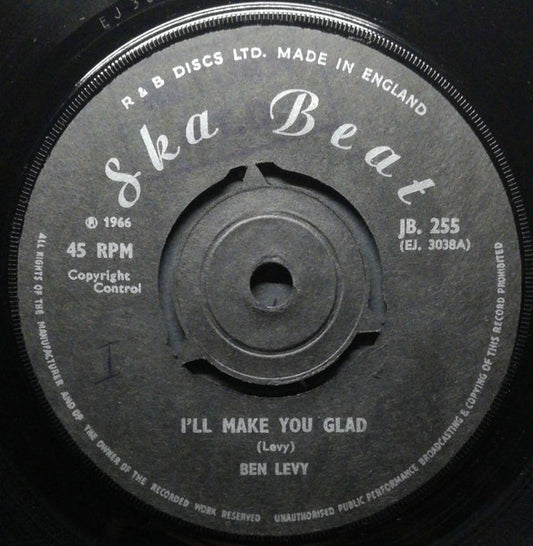 EJ 3
R & B DISCS LTD. MADE IN ENGLAND
Ska Beat
℗ 1966
45 RPM
Copyright
Control
JB. 255
(EJ. 3038A)
I
I'LL MAKE YOU GLAD
(Levy)
BEN LEVY
ALL RIGHTS OF THE MANUFACTURER AND OF THE OWNER OF THE RECORDED WORK RESERVED UNAUTHORISED PUBLIC PERFORMANCE BROADCASTING & COPYING OF THIS RECORD PROHIBITED